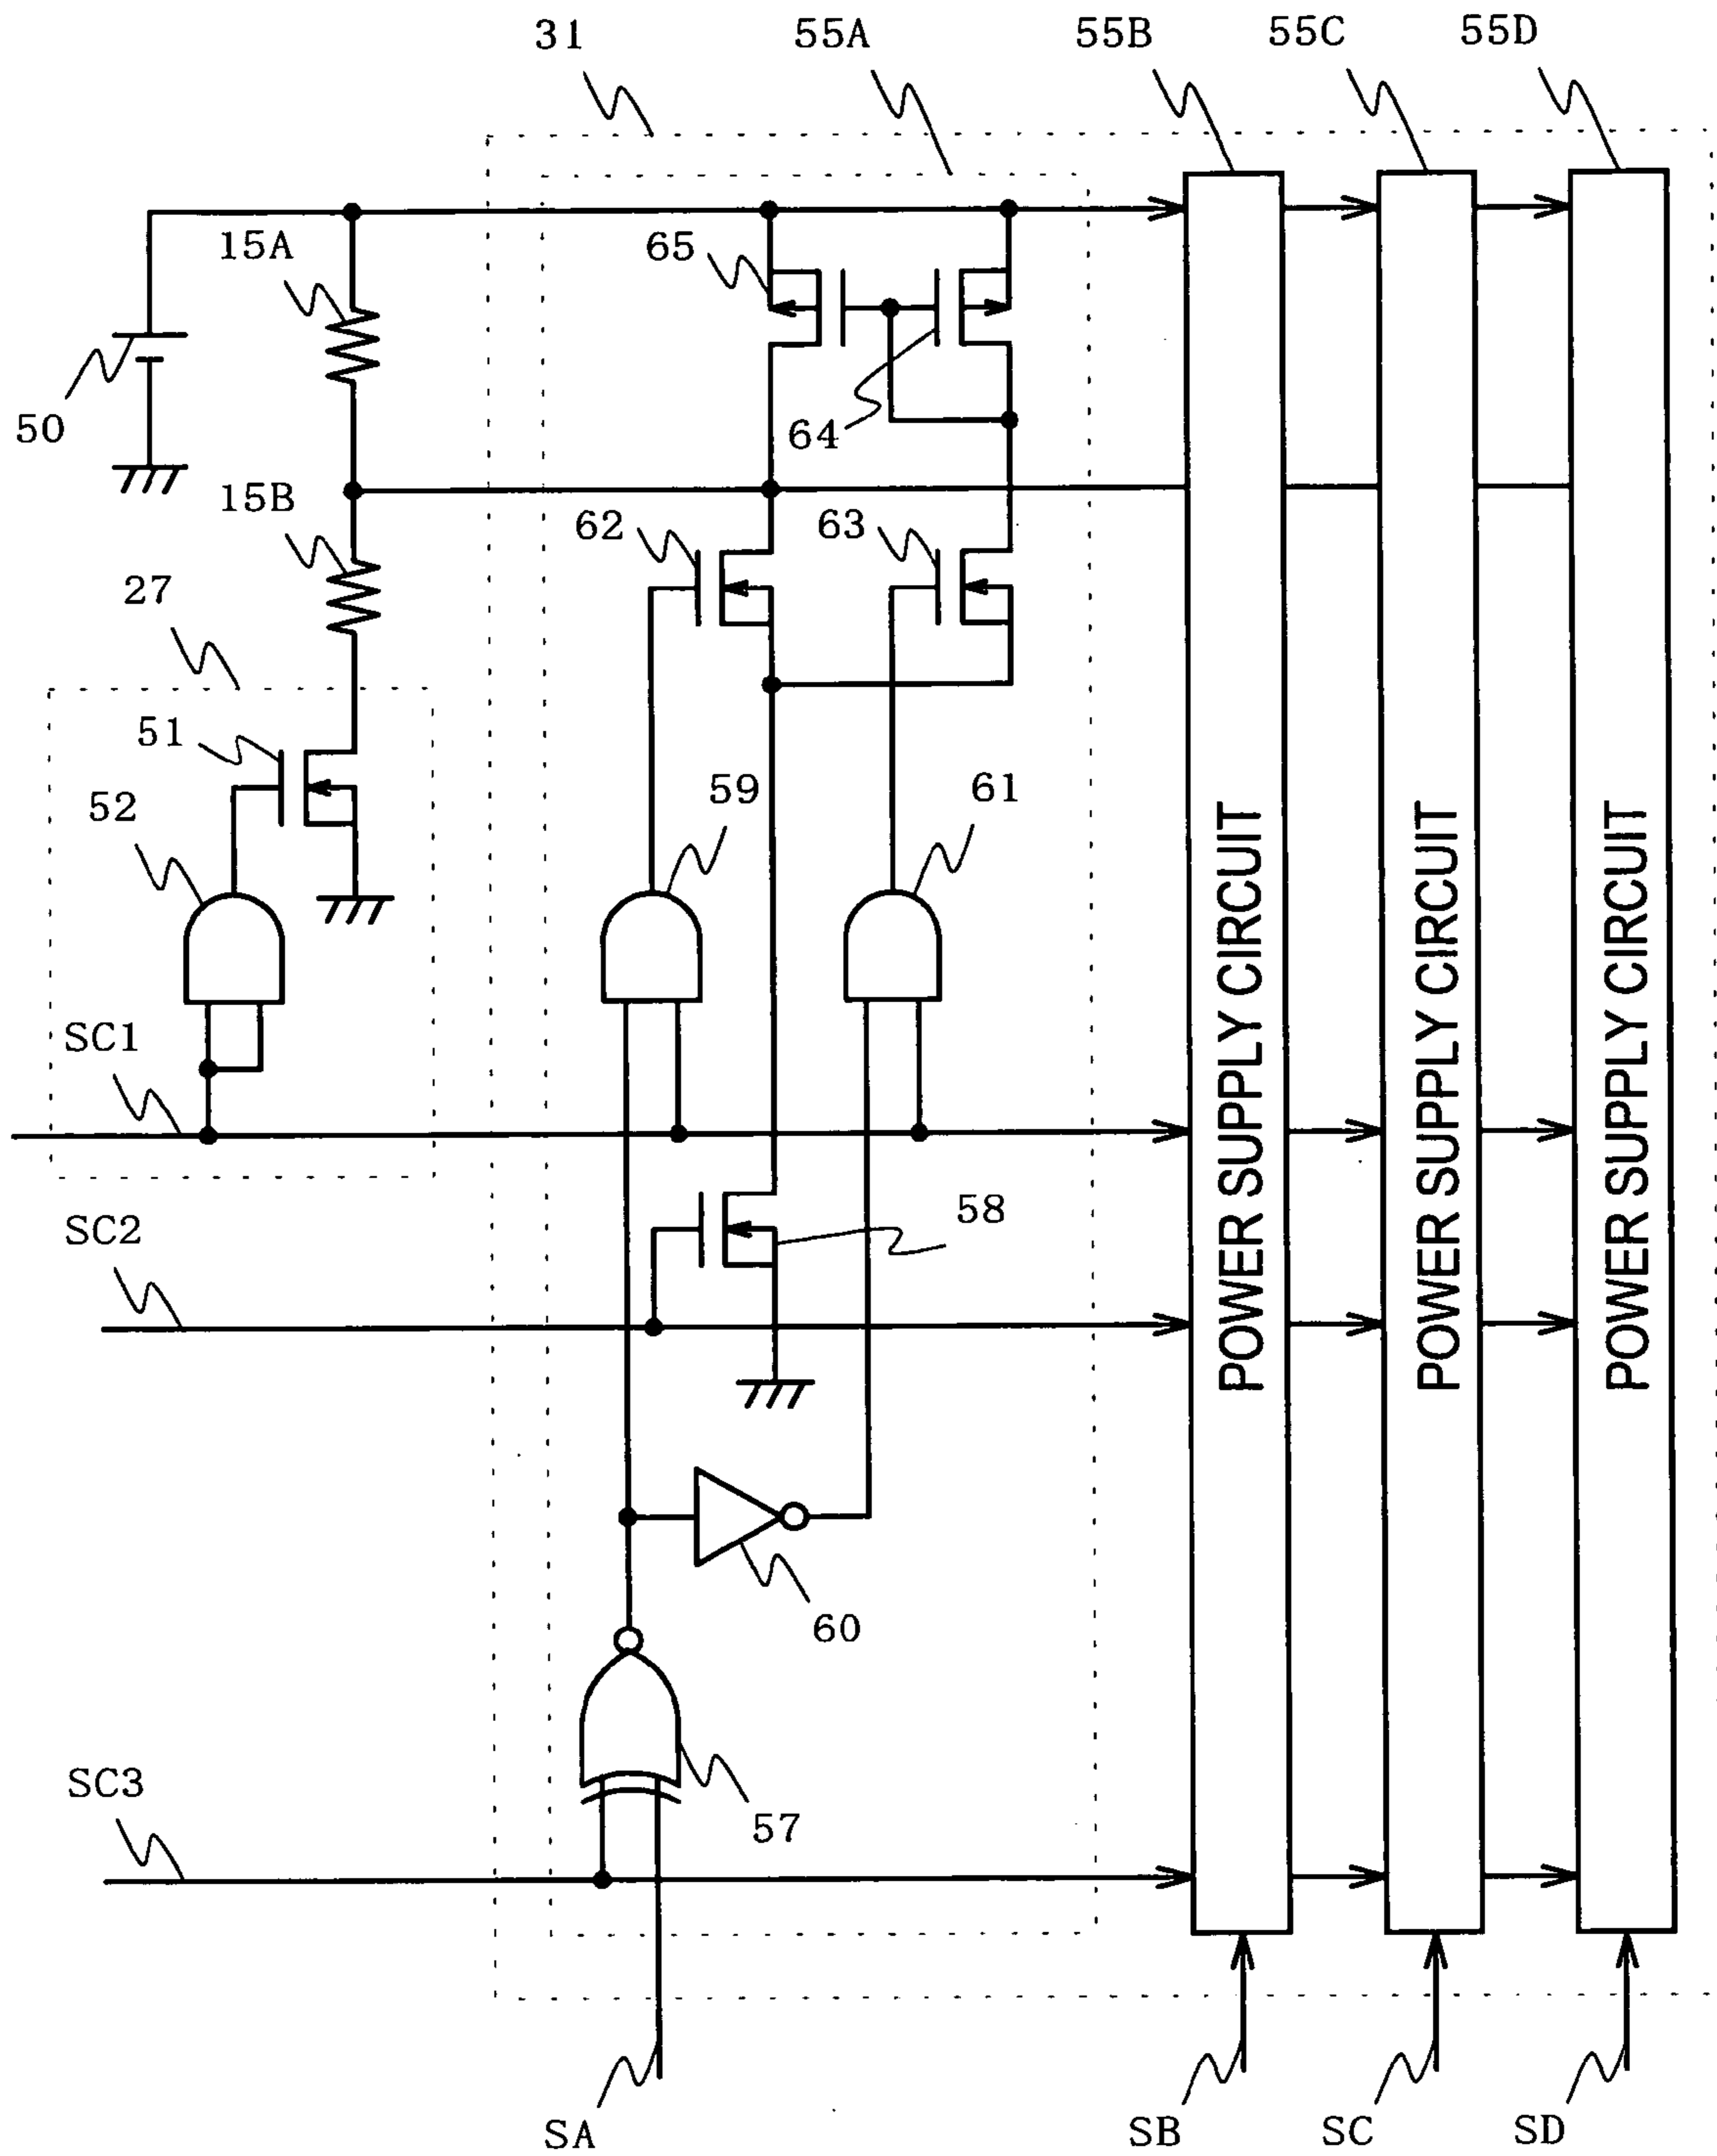 31
55A
55B
55C
55D
15A
65
50
64
15B
62
63
27
51
52
59
61
SC1
58
SC2
60
SC3
57
POWER SUPPLY CIRCUIT
POWER SUPPLY CIRCUIT
POWER SUPPLY CIRCUIT
SA
SB
SC
SD